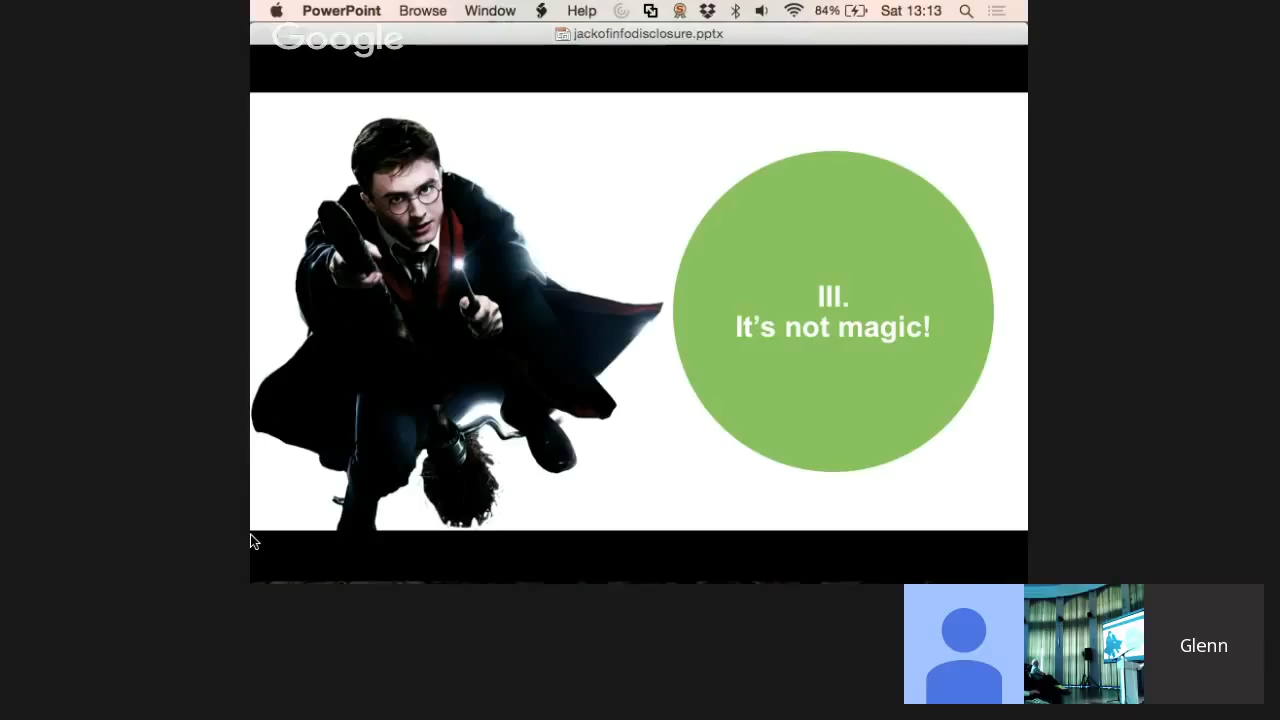 PowerPoint Browse Window Help 84% Sat 13:13
Google
jackofinfodisclosure.pptx
III.
It's not magic!
Glenn